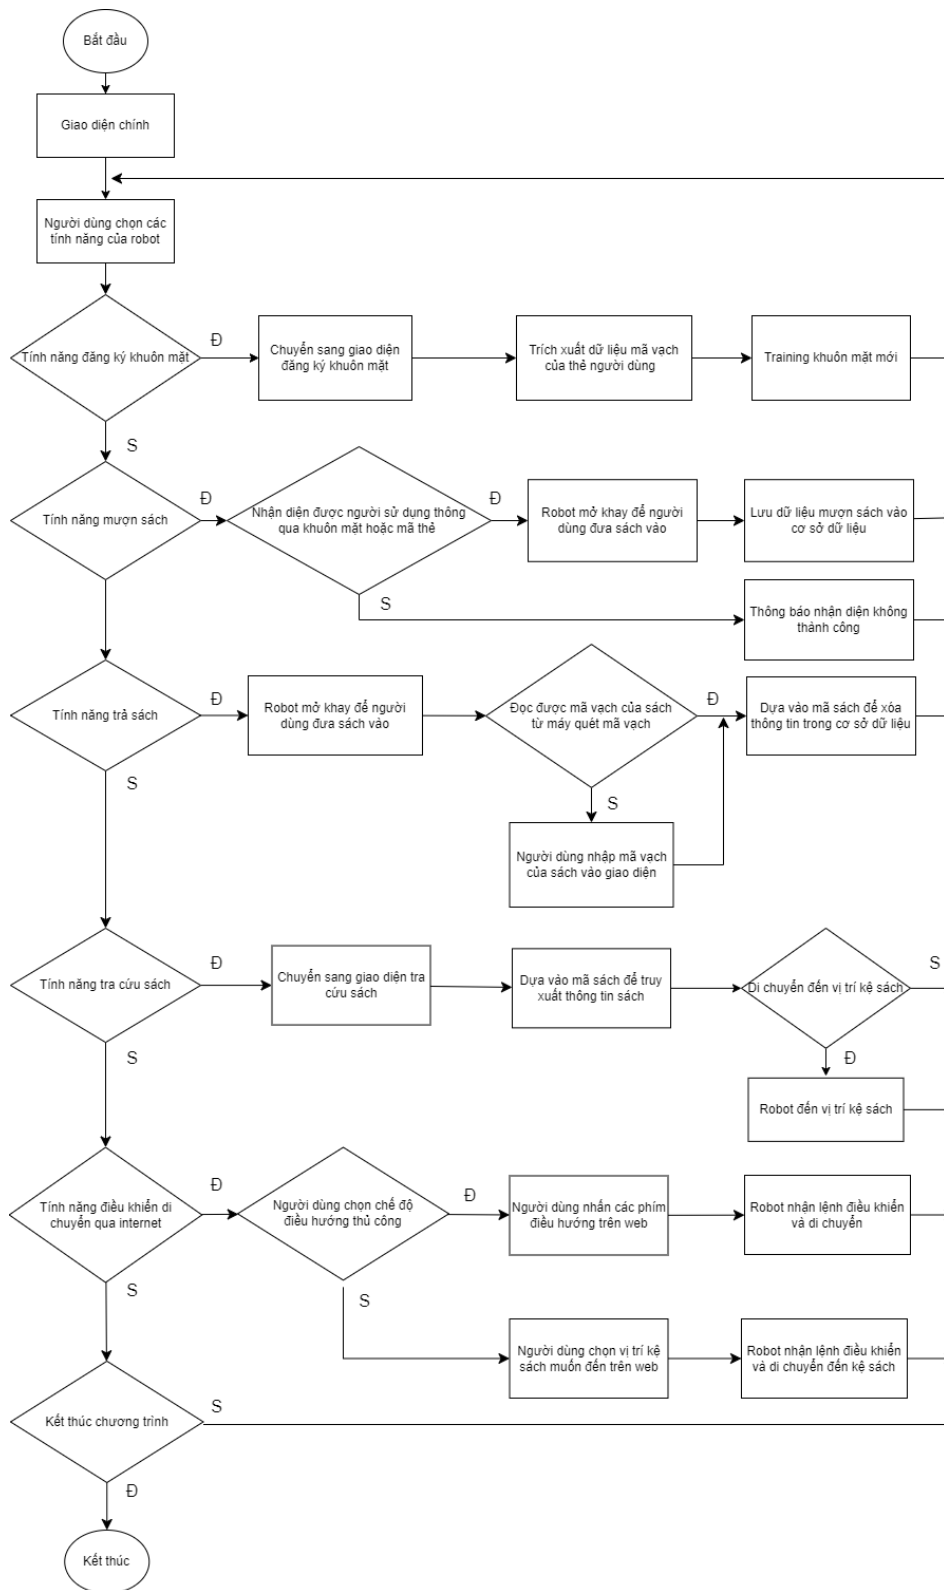 Bắt đầu
Giao diện chính
Người dùng chọn các
tính năng của robot
Tính năng đăng ký khuôn mặt
Đ
Chuyển sang giao diện
đăng ký khuôn mặt
Trích xuất dữ liệu mã vạch
của thẻ người dùng
Training khuôn mặt mới
S
Tính năng mượn sách
Đ
Nhận diện được người sử dụng thông
qua khuôn mặt hoặc mã thẻ
Đ
Robot mở khay để người
dùng đưa sách vào
Lưu dữ liệu mượn sách vào
cơ sở dữ liệu
S
Thông báo nhận diện không
thành công
Tính năng trả sách
Đ
Robot mở khay để người
dùng đưa sách vào
Đọc được mã vạch của sách
từ máy quét mã vạch
Đ
Dựa vào mã sách để xóa
thông tin trong cơ sở dữ liệu
S
S
Người dùng nhập mã vạch
của sách vào giao diện
Tính năng tra cứu sách
Đ
Chuyển sang giao diện tra
cứu sách
Dựa vào mã sách để truy
xuất thông tin sách
Di chuyển đến vị trí kệ sách
S
S
Đ
Robot đến vị trí kệ sách
Tính năng điều khiển di
chuyển qua internet
Đ
Người dùng chọn chế độ
điều hướng thủ công
Đ
Người dùng nhấn các phím
điều hướng trên web
Robot nhận lệnh điều khiển
và di chuyển
S
S
Người dùng chọn vị trí kệ
sách muốn đến trên web
Robot nhận lệnh điều khiển
và di chuyển đến kệ sách
Kết thúc chương trình
S
Đ
Kết thúc